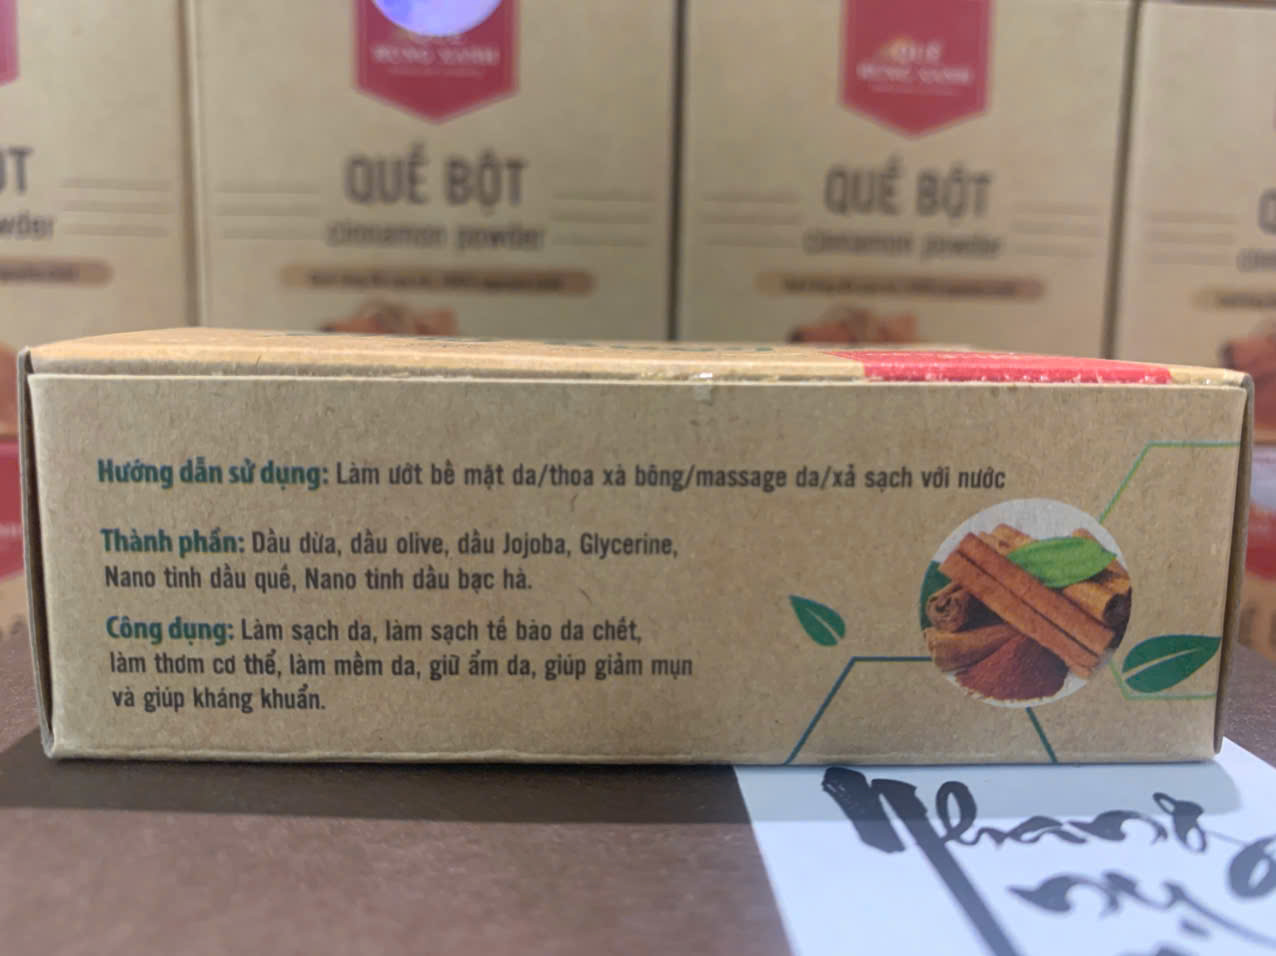 QUẾ
RỪNG XANH
QUẾ BỘT
cinnamon powder
QUẾ BỘT
cinnamon powder
Hướng dẫn sử dụng: Làm ướt bề mặt da/thoa xà bông/massage da/xả sạch với nước
Thành phần: Dầu dừa, dầu olive, dầu Jojoba, Glycerine,
Nano tinh dầu quế, Nano tinh dầu bạc hà.
Công dụng: Làm sạch da, làm sạch tế bào da chết,
làm thơm cơ thể, làm mềm da, giữ ẩm da, giúp giảm mụn
và giúp kháng khuẩn.